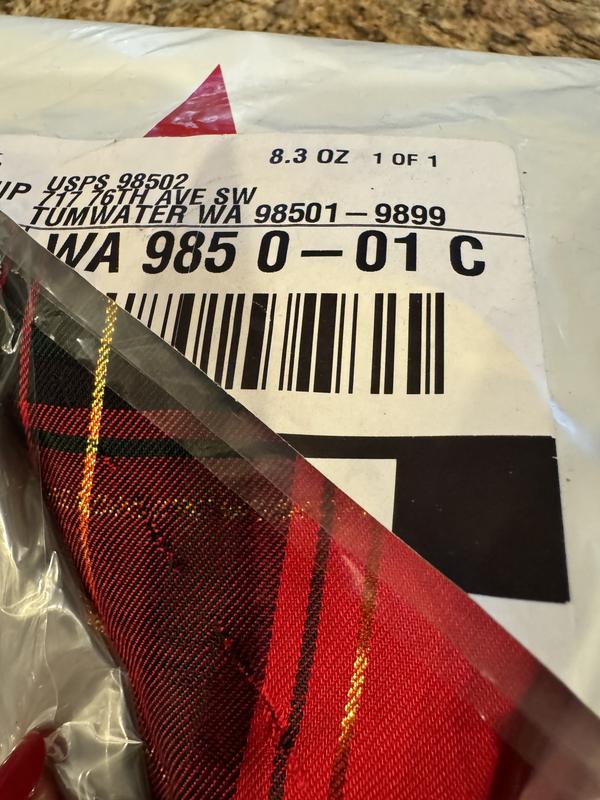 8.3 OZ 1 OF 1
USPS 98502
717 76TH AVE SW
TUMWATER WA 98501-9899
WA 985 0-01 C